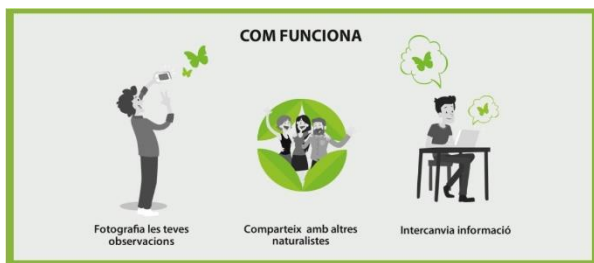 COM FUNCIONA
Fotografia les teves
observacions
Comparteix amb altres
naturalistes
Intercanvia informació